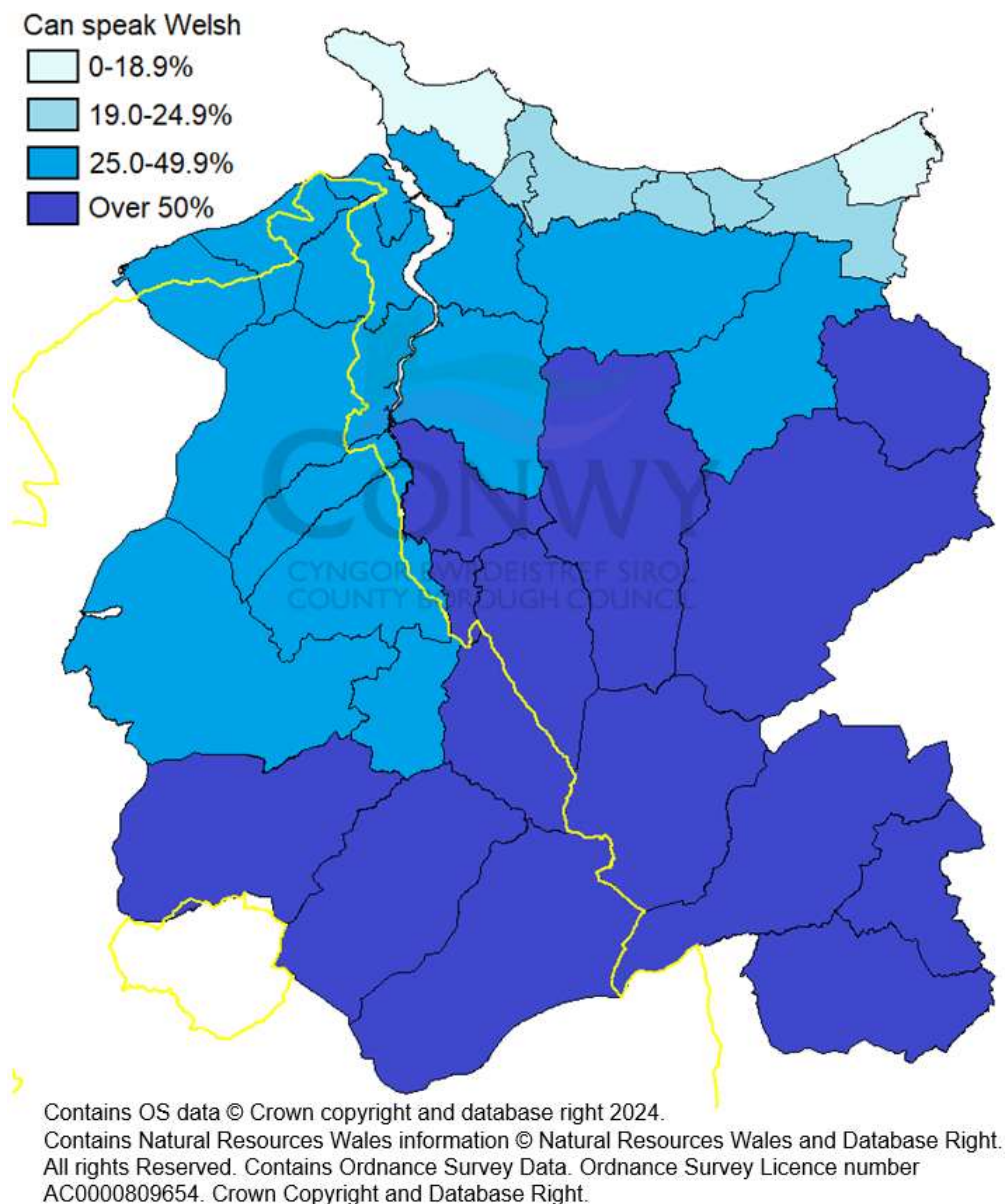 Can speak Welsh
0-18.9%
19.0-24.9%
25.0-49.9%
Over 50%
CONWY
CYNGOR BWRDEISTREF SIROL
COUNTY BOROUGH COUNCIL
Contains OS data © Crown copyright and database right 2024.
Contains Natural Resources Wales information © Natural Resources Wales and Database Right.
All rights Reserved. Contains Ordnance Survey Data. Ordnance Survey Licence number
AC0000809654. Crown Copyright and Database Right.